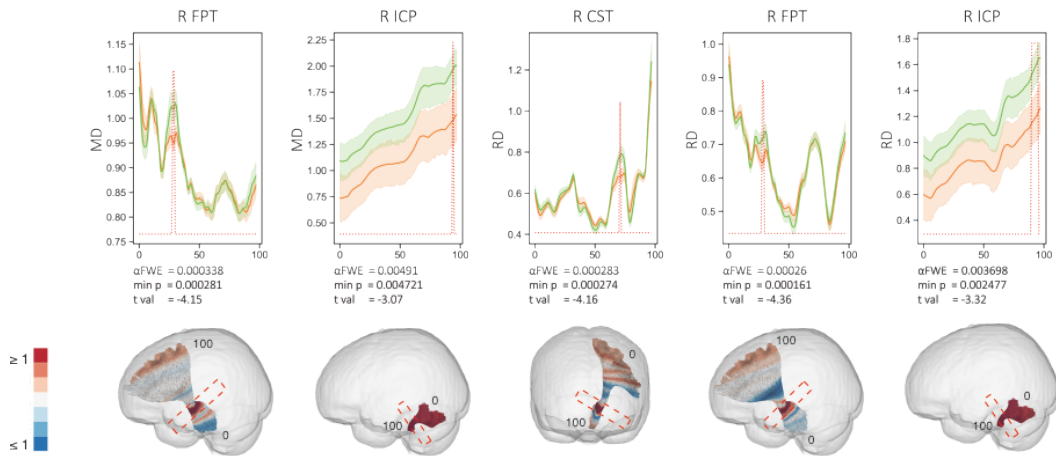 R FPT
R ICP
R CST
R FPT
R ICP
MD
1.15
1.10
1.05
1.00
0.95
0.90
0.85
0.80
0.75
0
50
100
MD
2.25
2.00
1.75
1.50
1.25
1.00
0.75
0.50
0
50
100
RD
1.2
1.0
0.8
0.6
0.4
0
50
100
RD
1.0
0.9
0.8
0.7
0.6
0.5
0
50
100
RD
1.8
1.6
1.4
1.2
1.0
0.8
0.6
0.4
0
50
100
αFWE = 0.000338
min p = 0.000281
t val = -4.15
αFWE = 0.00491
min p = 0.004721
t val = -3.07
αFWE = 0.000283
min p = 0.000274
t val = -4.16
αFWE = 0.00026
min p = 0.000161
t val = -4.36
αFWE = 0.003698
min p = 0.002477
t val = -3.32
≥ 1
≤ 1
100
0
0
100
0
100
100
0
0
100